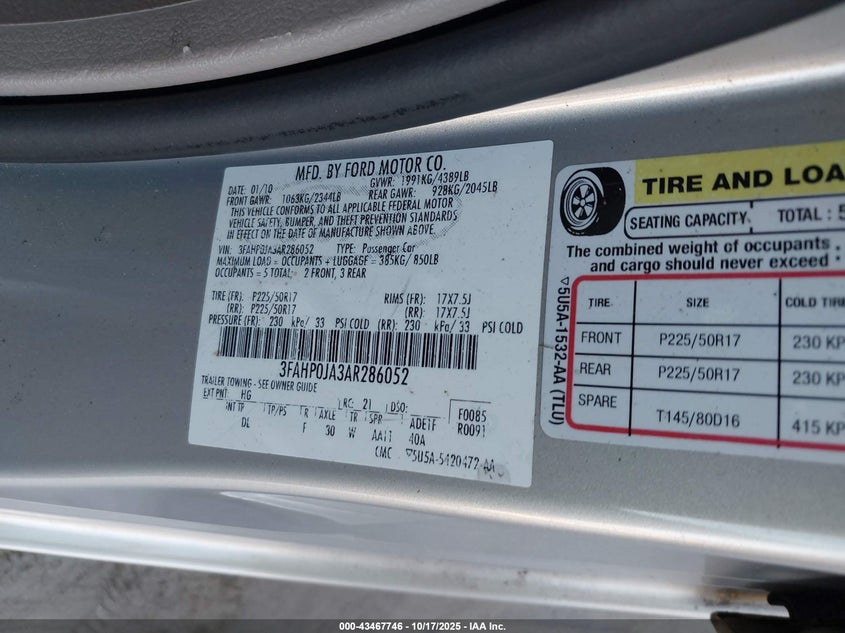 MFD. BY FORD MOTOR CO.
DATE: 01/10 GVWR: 1991KG/4389LB
FRONT GAWR: 1063KG/2344LB REAR GAWR: 928KG/2045LB
THIS VEHICLE CONFORMS TO ALL APPLICABLE FEDERAL MOTOR
VEHICLE SAFETY, BUMPER, AND THEFT PREVENTION STANDARDS
IN EFFECT ON THE DATE OF MANUFACTURE SHOWN ABOVE.
VIN: 3FAHP0JA3AR286052 TYPE: Passenger Car
MAXIMUM LOAD = OCCUPANTS + LUGGAGE = 385KG/850LB
OCCUPANTS = 5 TOTAL: 2 FRONT, 3 REAR
TIRE (FR): P225/50R17 RIMS (FR): 17X7.5J
(RR): P225/50R17 (RR): 17X7.5J
PRESSURE (FR): 230 kPa/ 33 PSI COLD (RR): 230 kPa/ 33 PSI COLD
3FAHP0JA3AR286052
TRAILER TOWING - SEE OWNER GUIDE
EXT PNT: HG RC: 21 DSO: F0085
INT TR TP/PS R AXLE TR SPR ADETF R0091
DL F 30 W AA11 40A
CMC ▽5U5A-5420472-AA
TIRE AND LOA
SEATING CAPACITY TOTAL : 5
The combined weight of occupants
and cargo should never exceed
TIRE SIZE COLD TIRE
FRONT P225/50R17 230 KP
REAR P225/50R17 230 KP
SPARE T145/80D16 415 KP
▽5U5A-1532-AA (TLU)
000-43467746 - 10/17/2025 - IAA Inc.